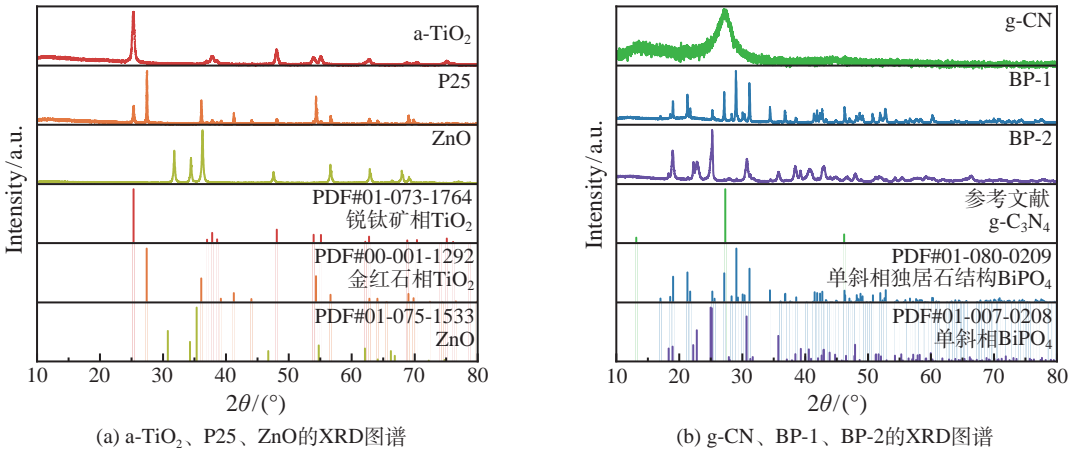 a-TiO₂
P25
ZnO
PDF#01-073-1764
锐钛矿相TiO₂
PDF#00-001-1292
金红石相TiO₂
PDF#01-075-1533
ZnO
Intensity/a.u.
10 20 30 40 50 60 70 80
2θ/(°)
(a) a-TiO₂、P25、ZnO的XRD图谱
g-CN
BP-1
BP-2
参考文献
g-C₃N₄
PDF#01-080-0209
单斜相独居石结构BiPO₄
PDF#01-007-0208
单斜相BiPO₄
Intensity/a.u.
10 20 30 40 50 60 70 80
2θ/(°)
(b) g-CN、BP-1、BP-2的XRD图谱